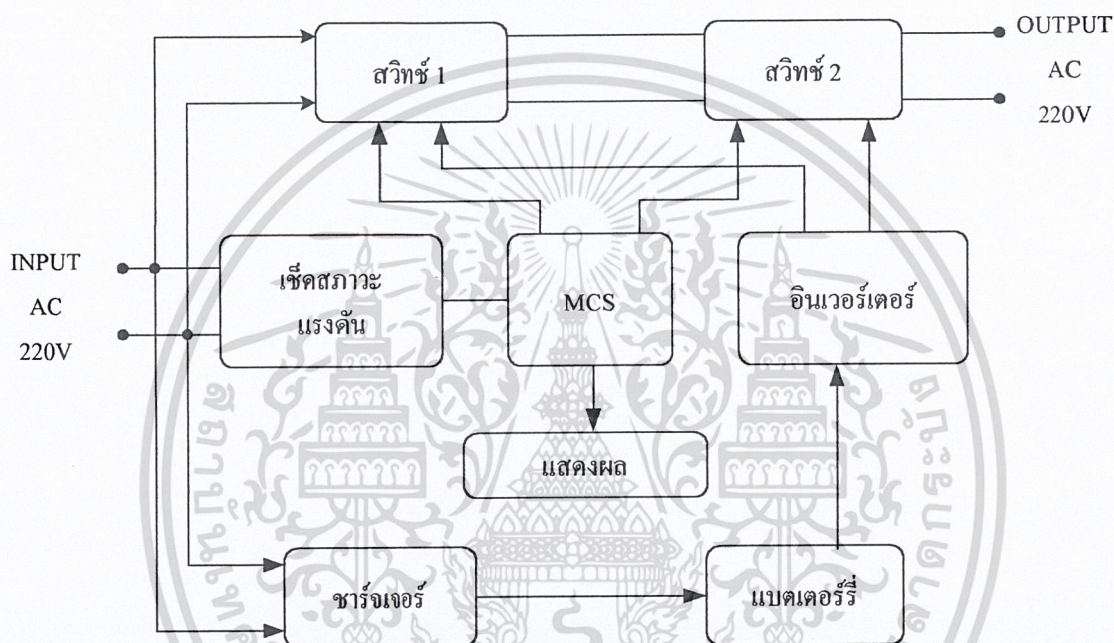 สวิทช์ 1
สวิทช์ 2
OUTPUT
AC
220V
INPUT
AC
220V
เช็คสภาวะ
แรงดัน
MCS
อินเวอร์เตอร์
แสดงผล
ชาร์จเจอร์
แบตเตอร์รี่